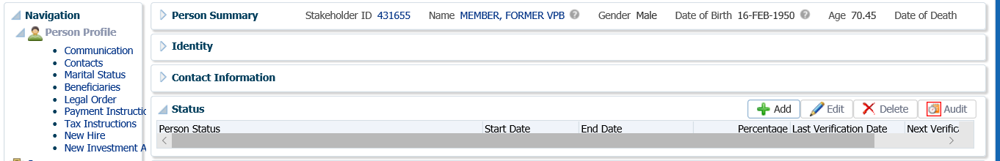 Navigation
Person Profile
Communication
Contacts
Marital Status
Beneficiaries
Legal Order
Payment Instructic
Tax Instructions
New Hire
New Investment A
Person Summary Stakeholder ID 431655 Name MEMBER, FORMER VPB Gender Male Date of Birth 16-FEB-1950 Age 70.45 Date of Death
Identity
Contact Information
Status Add Edit Delete Audit
Person Status Start Date End Date Percentage Last Verification Date Next Verific